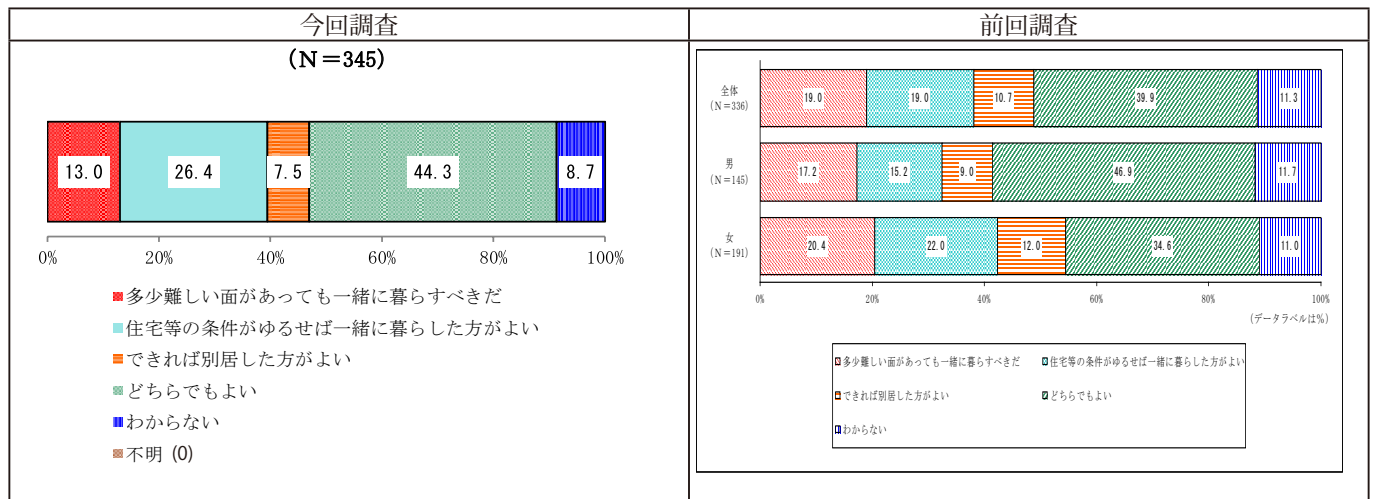 今回調査
前回調査
(N＝345)
13.0
26.4
7.5
44.3
8.7
0%
20%
40%
60%
80%
100%
多少難しい面があっても一緒に暮らすべきだ
住宅等の条件がゆるせば一緒に暮らした方がよい
できれば別居した方がよい
どちらでもよい
わからない
不明 (0)
全体
(N＝336)
19.0
19.0
10.7
39.9
11.3
男
(N＝145)
17.2
15.2
9.0
46.9
11.7
女
(N＝191)
20.4
22.0
12.0
34.6
11.0
0%
20%
40%
60%
80%
100%
(データラベルは%)
多少難しい面があっても一緒に暮らすべきだ
住宅等の条件がゆるせば一緒に暮らした方がよい
できれば別居した方がよい
どちらでもよい
わからない